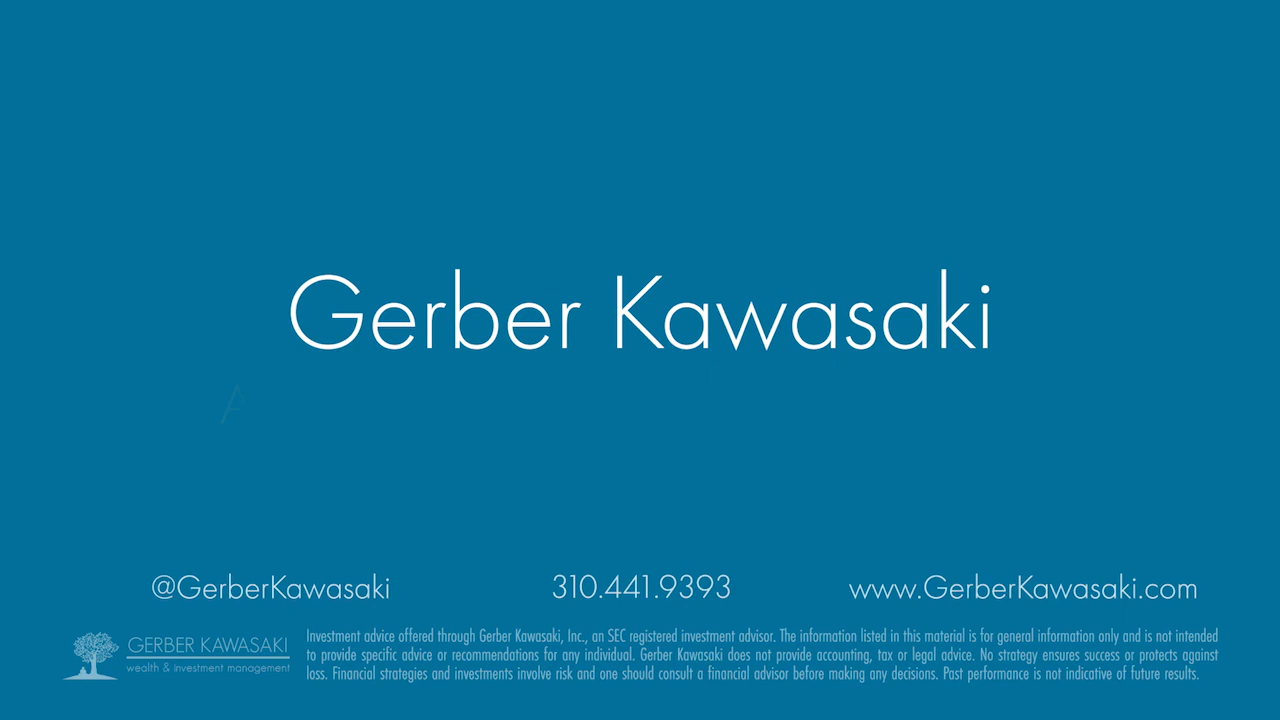 Gerber Kawasaki
A
@GerberKawasaki
310.441.9393
www.GerberKawasaki.com
GERBER KAWASAKI
wealth & investment management
Investment advice offered through Gerber Kawasaki, Inc., an SEC registered investment advisor. The information listed in this material is for general information only and is not intended
to provide specific advice or recommendations for any individual. Gerber Kawasaki does not provide accounting, tax or legal advice. No strategy ensures success or protects against
loss. Financial strategies and investments involve risk and one should consult a financial advisor before making any decisions. Past performance is not indicative of future results.